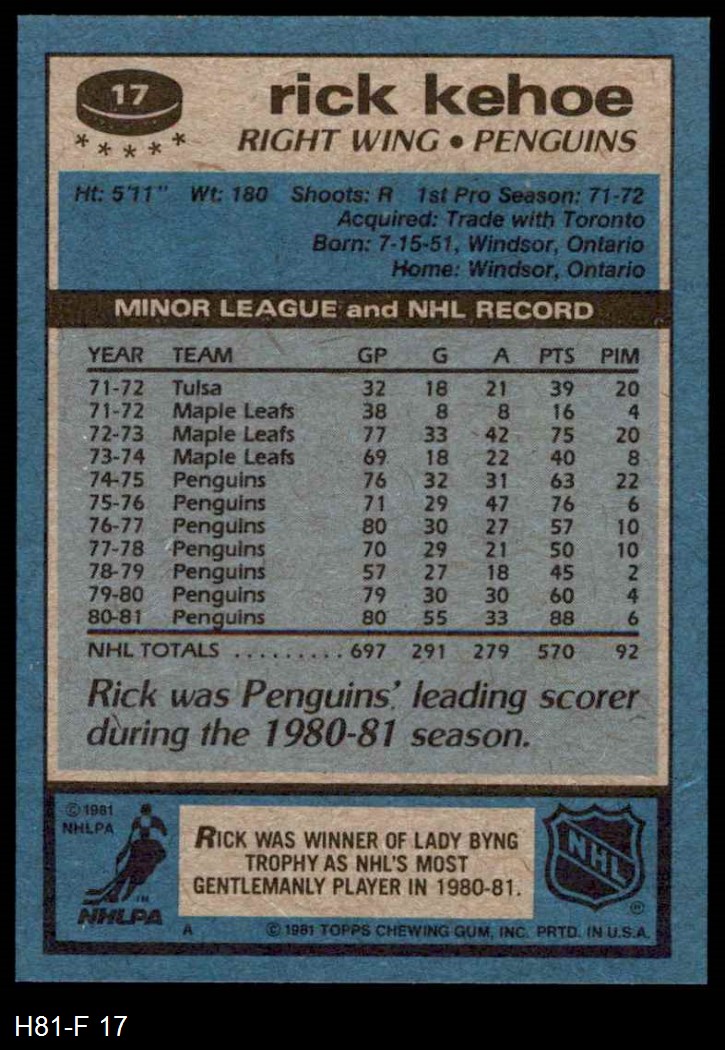 17
rick kehoe
RIGHT WING • PENGUINS
Ht: 5'11" Wt: 180 Shoots: R 1st Pro Season: 71-72
Acquired: Trade with Toronto
Born: 7-15-51, Windsor, Ontario
Home: Windsor, Ontario
MINOR LEAGUE and NHL RECORD
YEAR TEAM GP G A PTS PIM
71-72 Tulsa 32 18 21 39 20
71-72 Maple Leafs 38 8 8 16 4
72-73 Maple Leafs 77 33 42 75 20
73-74 Maple Leafs 69 18 22 40 8
74-75 Penguins 76 32 31 63 22
75-76 Penguins 71 29 47 76 6
76-77 Penguins 80 30 27 57 10
77-78 Penguins 70 29 21 50 10
78-79 Penguins 57 27 18 45 2
79-80 Penguins 79 30 30 60 4
80-81 Penguins 80 55 33 88 6
NHL TOTALS ......... 697 291 279 570 92
Rick was Penguins' leading scorer
during the 1980-81 season.
© 1981
NHLPA
NHLPA
RICK WAS WINNER OF LADY BYNG
TROPHY AS NHL'S MOST
GENTLEMANLY PLAYER IN 1980-81.
NHL
®
A © 1981 TOPPS CHEWING GUM, INC. PRTD. IN U.S.A.
H81-F 17